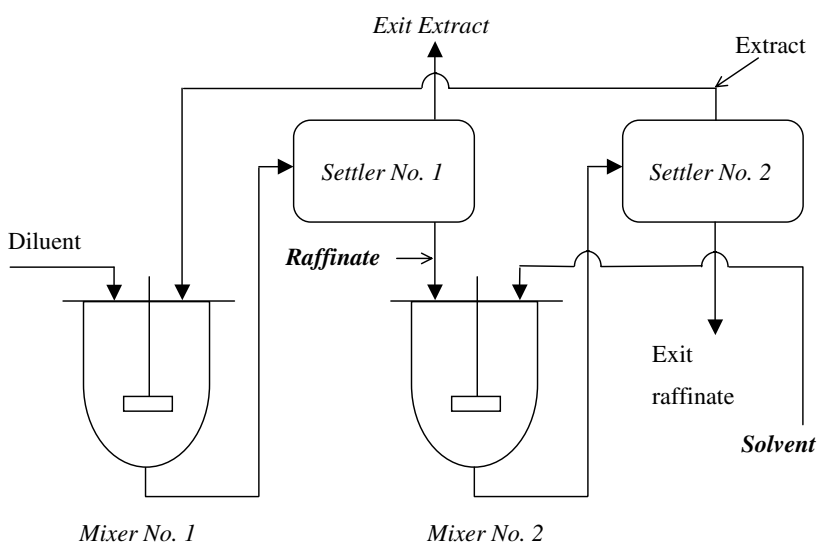 Exit Extract
Extract
Settler No. 1
Settler No. 2
Diluent
Raffinate
Exit
raffinate
Solvent
Mixer No. 1
Mixer No. 2